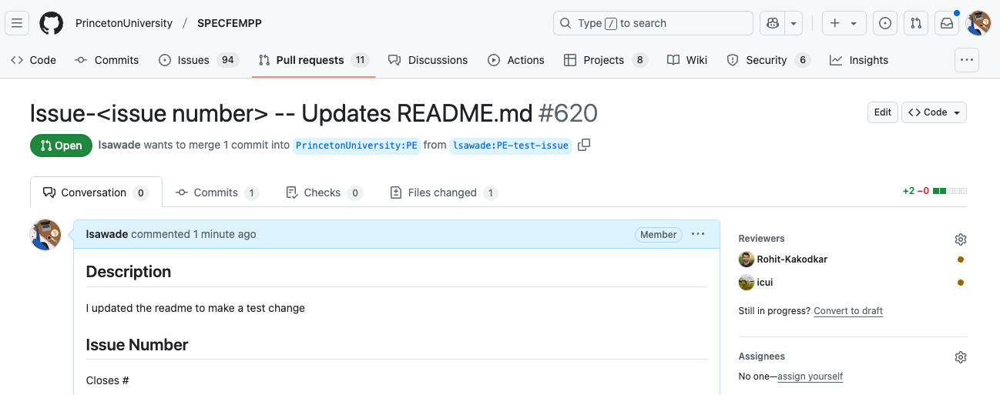 PrincetonUniversity / SPECFEMPP
Type / to search
Code
Commits
Issues 94
Pull requests 11
Discussions
Actions
Projects 8
Wiki
Security 6
Insights
Issue-<issue number> -- Updates README.md #620
Edit
<> Code
Open
lsawade wants to merge 1 commit into PrincetonUniversity:PE from lsawade:PE-test-issue
Conversation 0
Commits 1
Checks 0
Files changed 1
+2 −0
lsawade commented 1 minute ago
Member
Description
I updated the readme to make a test change
Issue Number
Closes #
Reviewers
Rohit-Kakodkar
icui
Still in progress? Convert to draft
Assignees
No one—assign yourself